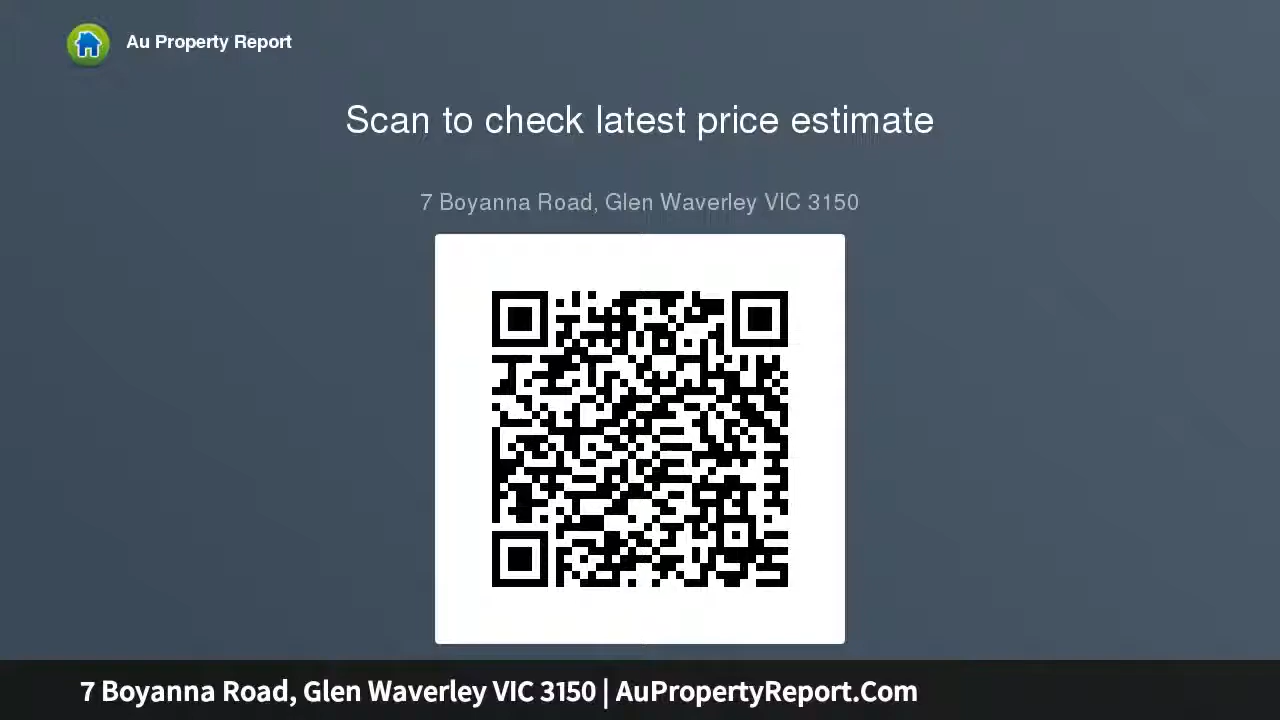 Au Property Report
Scan to check latest price estimate
7 Boyanna Road, Glen Waverley VIC 3150
7 Boyanna Road, Glen Waverley VIC 3150 | AuPropertyReport.Com